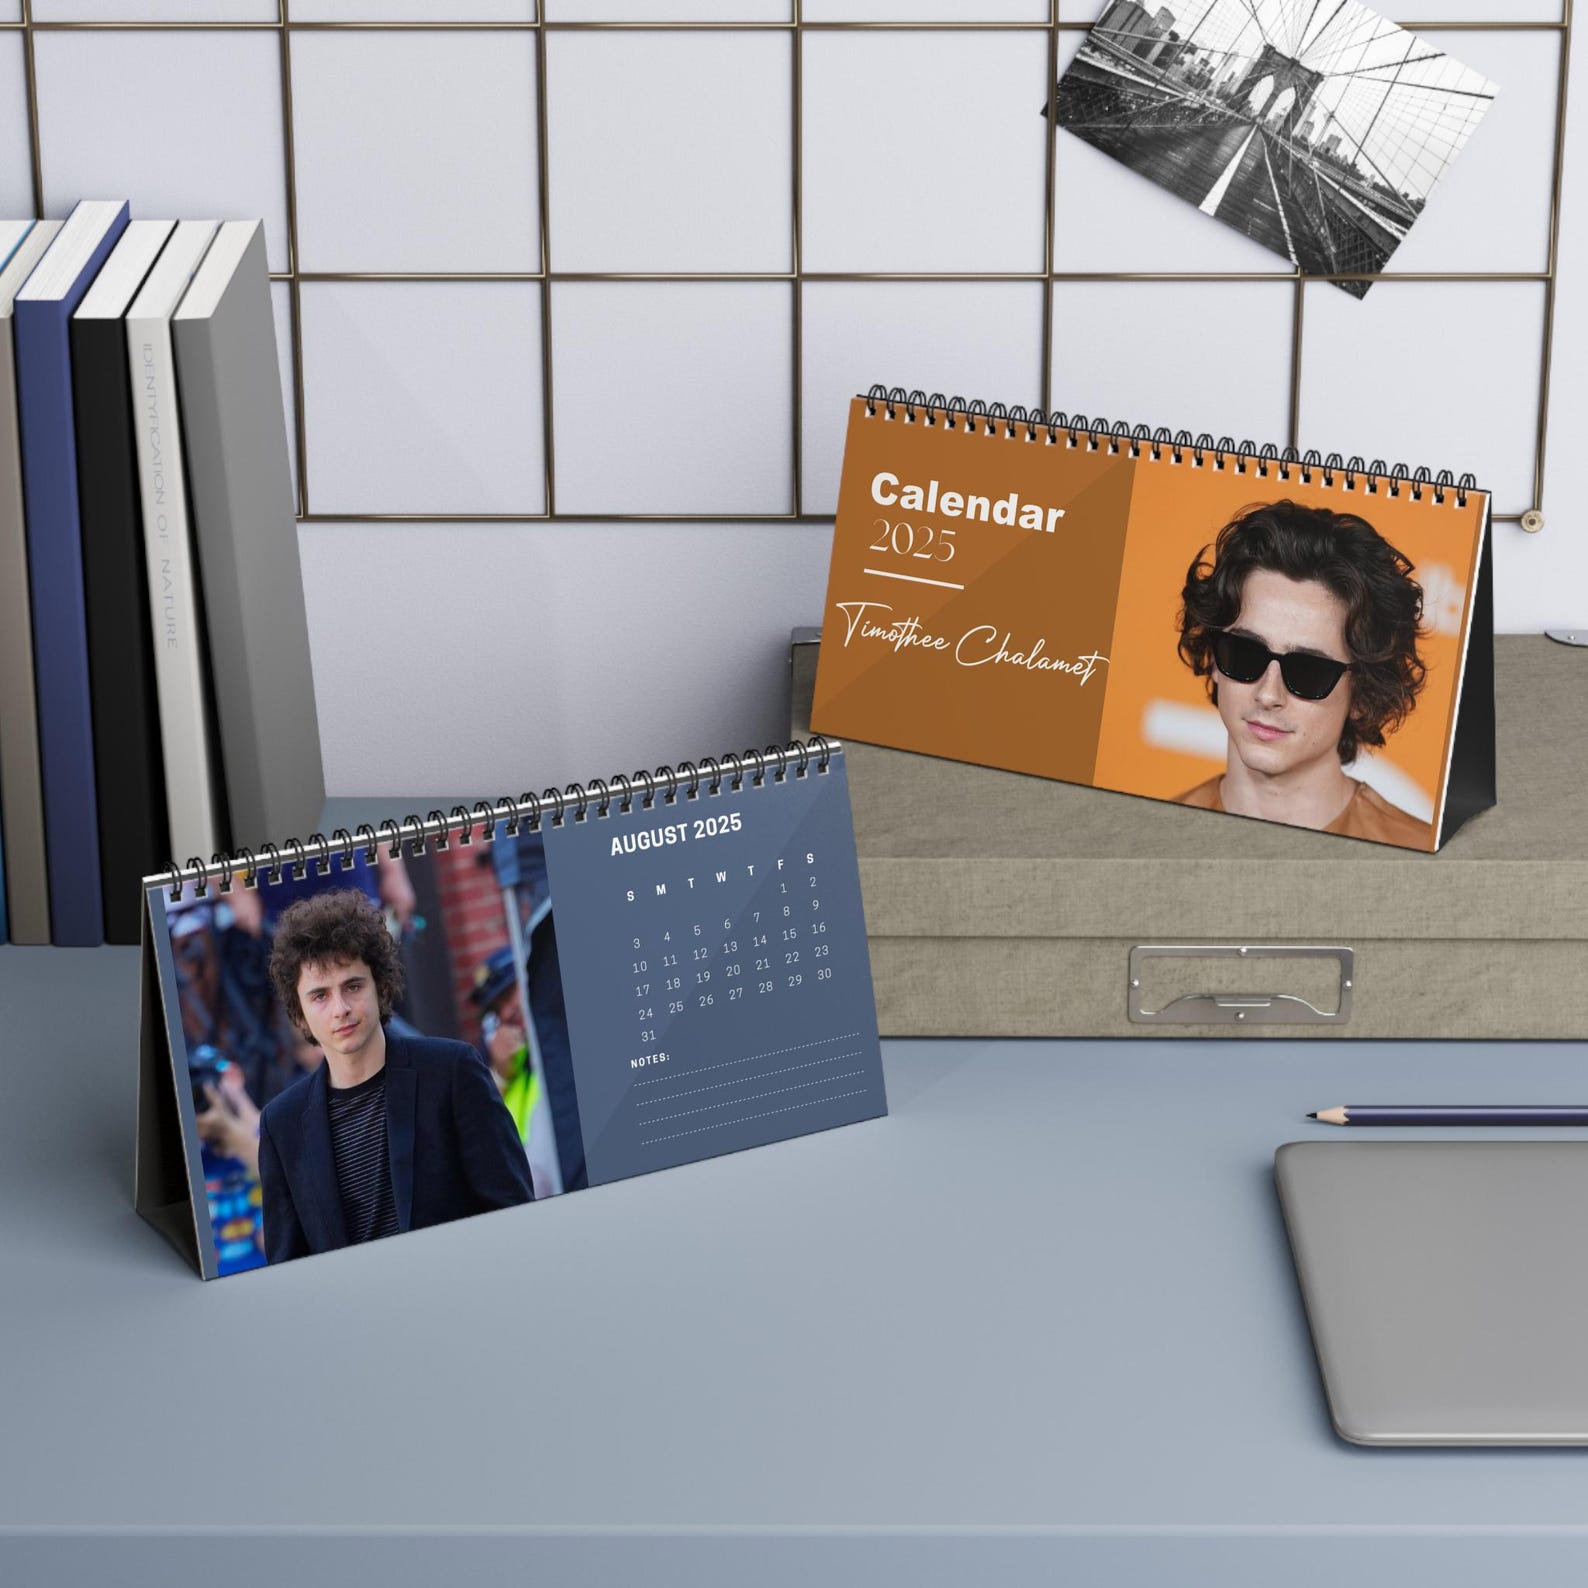 IDENTYFICATION OF NATURE
Calendar
2025
Timothee Chalamet
AUGUST 2025
S M T W T F S
1 2
3 4 5 6 7 8 9
10 11 12 13 14 15 16
17 18 19 20 21 22 23
24 25 26 27 28 29 30
31
NOTES: